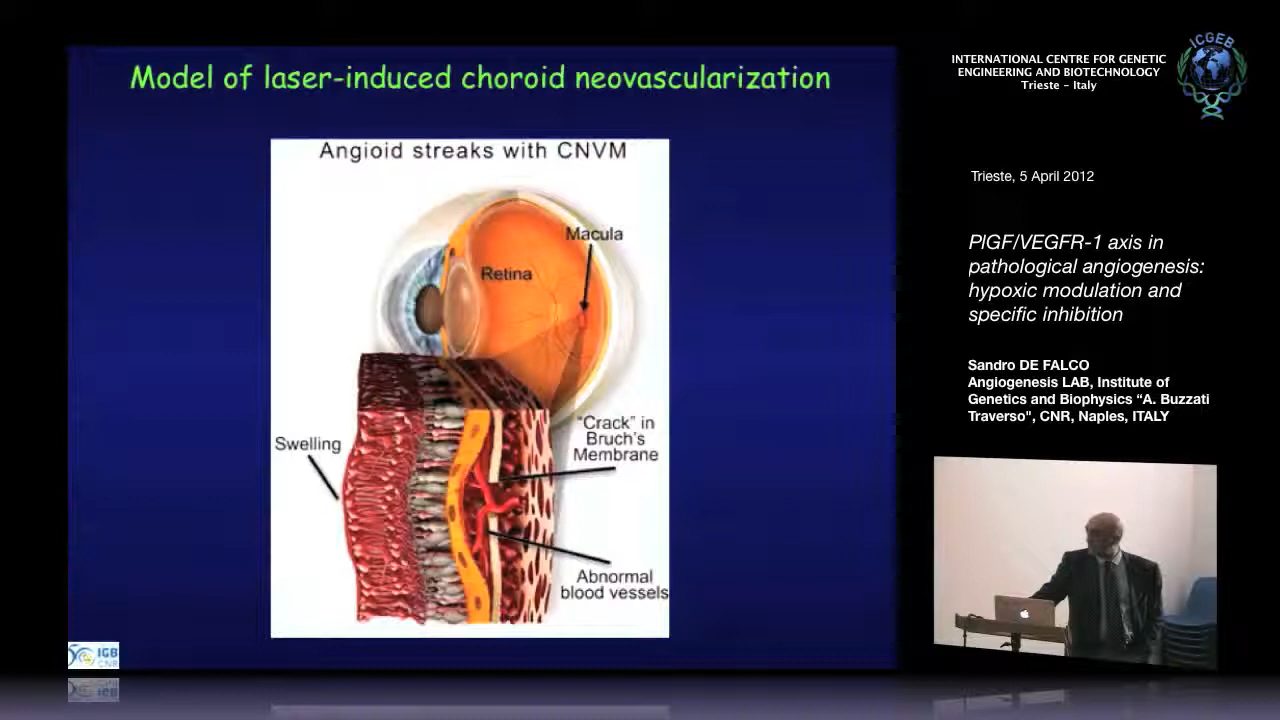 Model of laser-induced choroid neovascularization
Angioid streaks with CNVM
Macula
Retina
Swelling
“Crack” in
Bruch's
Membrane
Abnormal
blood vessels
IGB
CNR
ICGEB
INTERNATIONAL CENTRE FOR GENETIC
ENGINEERING AND BIOTECHNOLOGY
Trieste - Italy
Trieste, 5 April 2012
PlGF/VEGFR-1 axis in
pathological angiogenesis:
hypoxic modulation and
specific inhibition
Sandro DE FALCO
Angiogenesis LAB, Institute of
Genetics and Biophysics “A. Buzzati
Traverso", CNR, Naples, ITALY